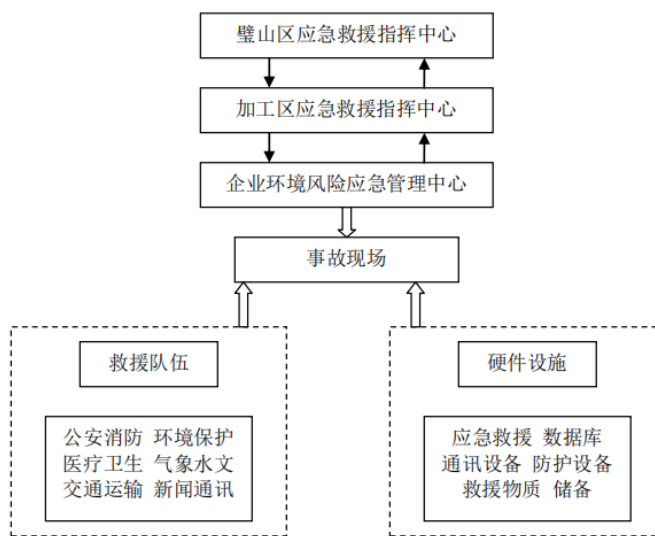 璧山区应急救援指挥中心
加工区应急救援指挥中心
企业环境风险应急管理中心
事故现场
救援队伍
公安消防 环境保护
医疗卫生 气象水文
交通运输 新闻通讯
硬件设施
应急救援 数据库
通讯设备 防护设备
救援物质 储备